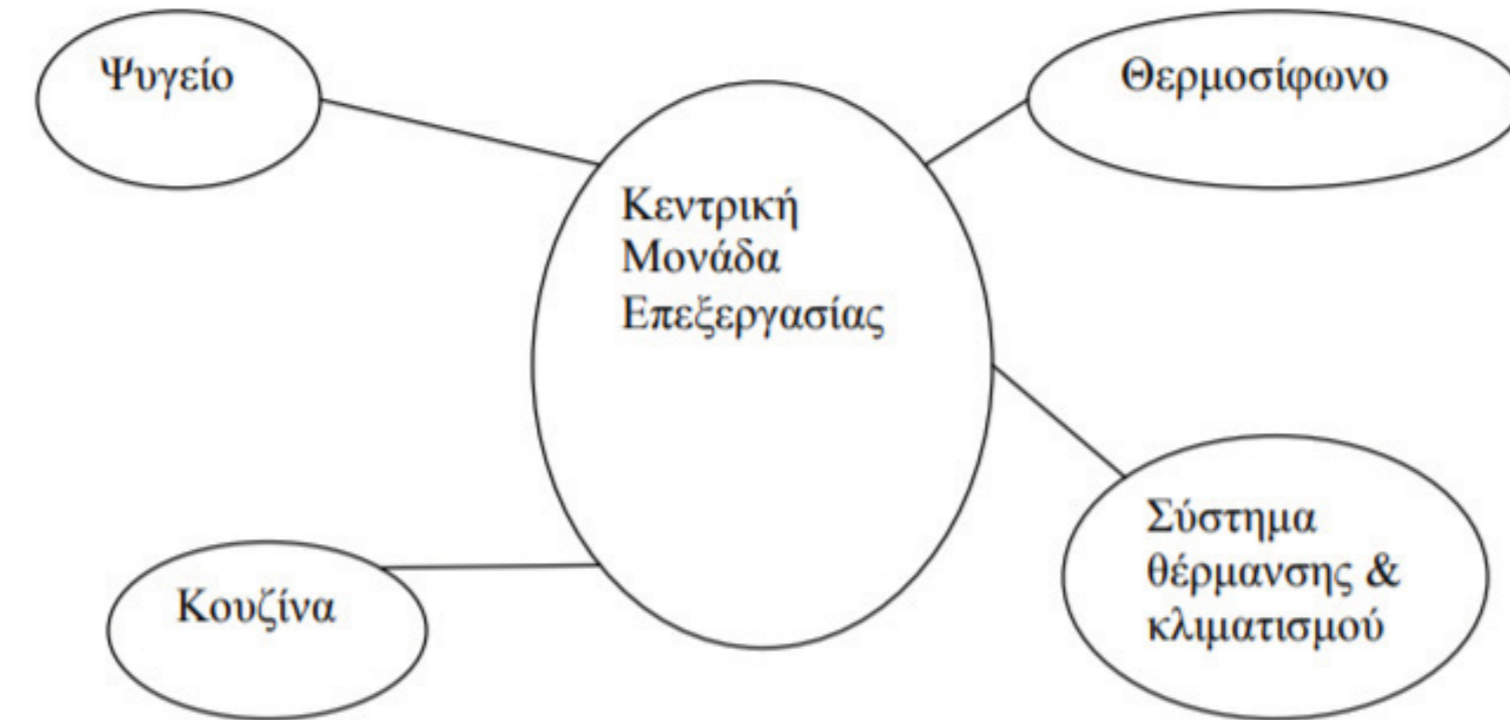 Ψυγείο
Θερμοσίφωνο
Κεντρική
Μονάδα
Επεξεργασίας
Κουζίνα
Σύστημα
θέρμανσης &
κλιματισμού